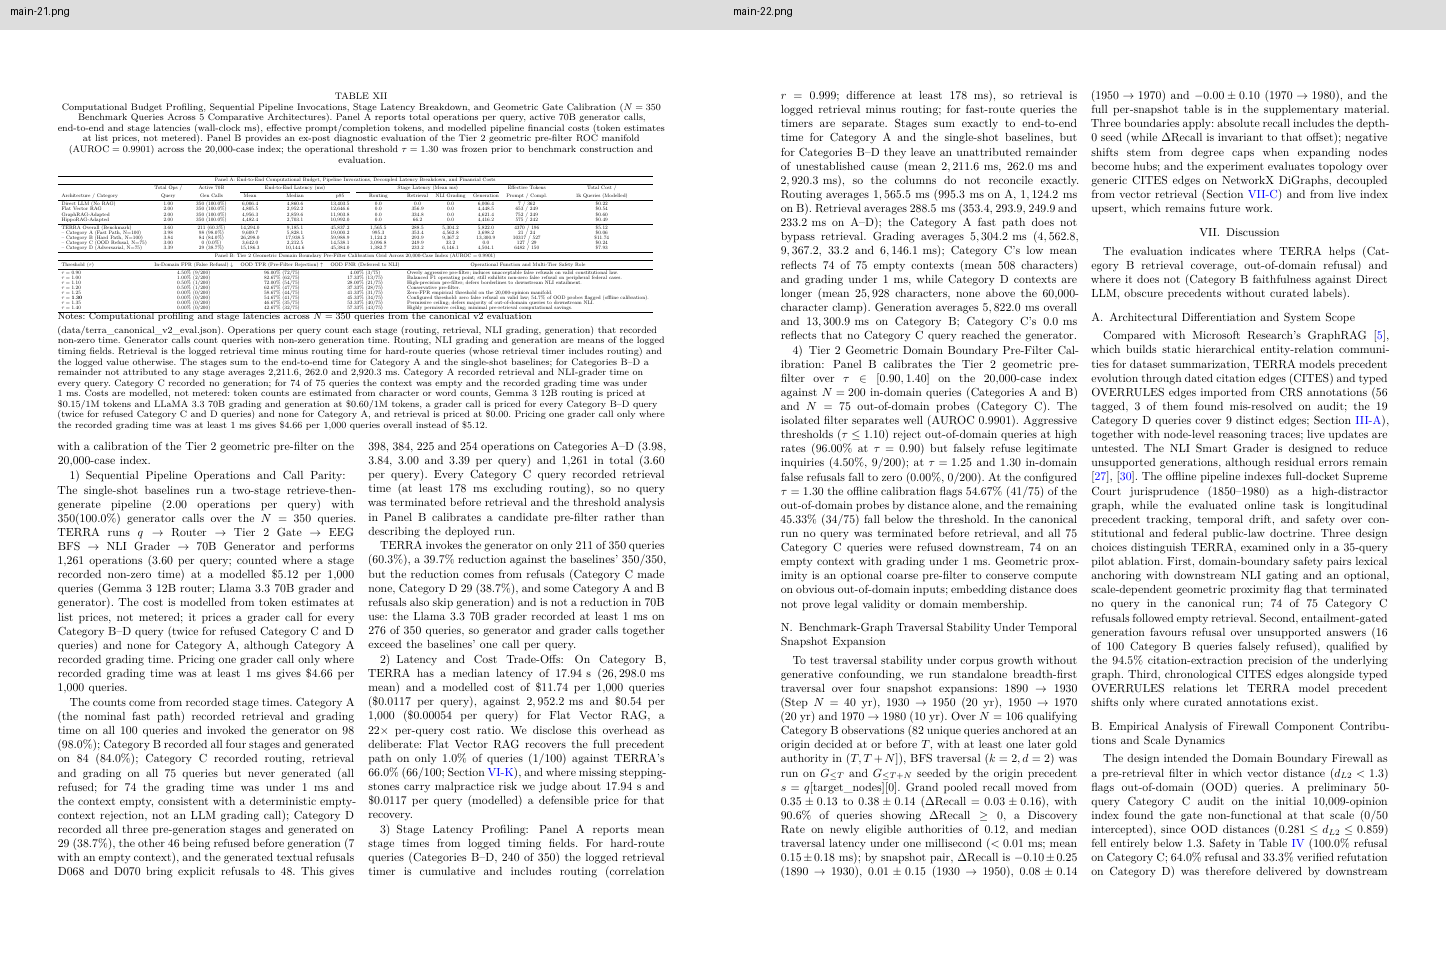 main-21.png
main-22.png
TABLE XII
Computational Budget Profiling, Sequential Pipeline Invocations, Stage Latency Breakdown, and Geometric Gate Calibration (N = 350
Benchmark Queries Across 5 Comparative Architectures). Panel A reports total operations per query, active 70B generator calls,
end-to-end and stage latencies (wall-clock ms), effective prompt/completion tokens, and modelled pipeline financial costs (token estimates
at list prices, not metered). Panel B provides an ex-post diagnostic evaluation of the Tier 2 geometric pre-filter ROC manifold
(AUROC = 0.9901) across the 20,000-case index; the operational threshold τ = 1.30 was frozen prior to benchmark construction and
evaluation.
Panel A: End-to-End Computational Budget, Pipeline Invocations, Decoupled Latency Breakdown, and Financial Costs
Panel B: Tier 2 Geometric Domain Boundary Pre-Filter Calibration Grid Across 20,000-Case Index (AUROC = 0.9901)
Notes: Computational profiling and stage latencies across N = 350 queries from the canonical v2 evaluation
(data/terra_canonical_v2_eval.json). Operations per query count each stage (routing, retrieval, NLI grading, generation) that recorded
non-zero time. Generator calls count queries with non-zero generation time. Routing, NLI grading and generation are means of the logged
timing fields. Retrieval is the logged retrieval time minus routing time for hard-route queries (whose retriever time includes routing) and
the logged value otherwise. The stages sum to the end-to-end time for Category A and the single-shot baselines; for Categories B–D a
remainder not attributed to any stage averages 2,211.6, 262.0 and 2,920.3 ms. Category A recorded retrieval and NLI-grader time on
every query. Category C recorded no generation; for 74 of 75 queries the context was empty and the recorded grading time was under
1 ms. Costs are modelled, not metered: token counts are estimated from character or word counts, Gemma 3 12B routing is priced at
$0.15/1M tokens and LLaMA 3.3 70B grading and generation at $0.60/1M tokens, a grader call is priced for every Category B–D query
(twice for refused Category C and D queries) and none for Category A, and retrieval is priced at $0.00. Pricing one grader call only where
the recorded grading time was at least 1 ms gives $4.66 per 1,000 queries overall instead of $5.12.
with a calibration of the Tier 2 geometric pre-filter on the
20,000-case index.
1) Sequential Pipeline Operations and Call Parity:
The single-shot baselines run a two-stage retrieve-then-
generate pipeline (2.00 operations per query) with
350(100.0%) generator calls over the N = 350 queries.
TERRA runs q → Router → Tier 2 Gate → EEG
BFS → NLI Grader → 70B Generator and performs
1,261 operations (3.60 per query; counted where a stage
recorded non-zero time) at a modelled $5.12 per 1,000
queries (Gemma 3 12B router; Llama 3.3 70B grader and
generator). The cost is modelled from token estimates at
list prices, not metered; it prices a grader call for every
Category B–D query (twice for refused Category C and D
queries) and none for Category A, although Category A
recorded grading time. Pricing one grader call only where
recorded grading time was at least 1 ms gives $4.66 per
1,000 queries.
The counts come from recorded stage times. Category A
(the nominal fast path) recorded retrieval and grading
time on all 100 queries and invoked the generator on 98
(98.0%); Category B recorded all four stages and generated
on 84 (84.0%); Category C recorded routing, retrieval
and grading on all 75 queries but never generated (all
refused; for 74 the grading time was under 1 ms and
the context empty, consistent with a deterministic empty-
context rejection, not an LLM grading call); Category D
recorded all three pre-generation stages and generated on
29 (38.7%), the other 46 being refused before generation (7
with an empty context), and the generated textual refusals
D068 and D070 bring explicit refusals to 48. This gives
398, 384, 225 and 254 operations on Categories A–D (3.98,
3.84, 3.00 and 3.39 per query) and 1,261 in total (3.60
per query). Every Category C query recorded retrieval
time (at least 178 ms excluding routing), so no query
was terminated before retrieval and the threshold analysis
in Panel B calibrates a candidate pre-filter rather than
describing the deployed run.
TERRA invokes the generator on only 211 of 350 queries
(60.3%), a 39.7% reduction against the baselines' 350/350,
but the reduction comes from refusals (Category C made
none, Category D 29 (38.7%), and some Category A and B
refusals also skip generation) and is not a reduction in 70B
use: the Llama 3.3 70B grader recorded at least 1 ms on
276 of 350 queries, so generator and grader calls together
exceed the baselines' one call per query.
2) Latency and Cost Trade-Offs: On Category B,
TERRA has a median latency of 17.94 s (26,298.0 ms
mean) and a modelled cost of $11.74 per 1,000 queries
($0.0117 per query), against 2,952.2 ms and $0.54 per
1,000 ($0.00054 per query) for Flat Vector RAG, a
22× per-query cost ratio. We disclose this overhead as
deliberate: Flat Vector RAG recovers the full precedent
path on only 1.0% of queries (1/100) against TERRA's
66.0% (66/100; Section VI-K), and where missing stepping-
stones carry malpractice risk we judge about 17.94 s and
$0.0117 per query (modelled) a defensible price for that
recovery.
3) Stage Latency Profiling: Panel A reports mean
stage times from logged timing fields. For hard-route
queries (Categories B–D, 240 of 350) the logged retrieval
timer is cumulative and includes routing (correlation
r = 0.999; difference at least 178 ms), so retrieval is
logged retrieval minus routing; for fast-route queries the
timers are separate. Stages sum exactly to end-to-end
time for Category A and the single-shot baselines, but
for Categories B–D they leave an unattributed remainder
of unestablished cause (mean 2,211.6 ms, 262.0 ms and
2,920.3 ms), so the columns do not reconcile exactly.
Routing averages 1,565.5 ms (995.3 ms on A, 1,124.2 ms
on B). Retrieval averages 288.5 ms (353.4, 293.9, 249.9 and
233.2 ms on A–D); the Category A fast path does not
bypass retrieval. Grading averages 5,304.2 ms (4,562.8,
9,367.2, 33.2 and 6,146.1 ms); Category C's low mean
reflects 74 of 75 empty contexts (mean 508 characters)
and grading under 1 ms, while Category D contexts are
longer (mean 25,928 characters, none above the 60,000-
character clamp). Generation averages 5,822.0 ms overall
and 13,300.9 ms on Category B; Category C's 0.0 ms
reflects that no Category C query reached the generator.
4) Tier 2 Geometric Domain Boundary Pre-Filter Cal-
ibration: Panel B calibrates the Tier 2 geometric pre-
filter over τ ∈ [0.90, 1.40] on the 20,000-case index
against N = 200 in-domain queries (Categories A and B)
and N = 75 out-of-domain probes (Category C). The
isolated filter separates well (AUROC 0.9901). Aggressive
thresholds (τ ≤ 1.10) reject out-of-domain queries at high
rates (96.00% at τ = 0.90) but falsely refuse legitimate
inquiries (4.50%, 9/200); at τ = 1.25 and 1.30 in-domain
false refusals fall to zero (0.00%, 0/200). At the configured
τ = 1.30 the offline calibration flags 54.67% (41/75) of the
out-of-domain probes by distance alone, and the remaining
45.33% (34/75) fall below the threshold. In the canonical
run no query was terminated before retrieval, and all 75
Category C queries were refused downstream, 74 on an
empty context with grading under 1 ms. Geometric prox-
imity is an optional coarse pre-filter to conserve compute
on obvious out-of-domain inputs; embedding distance does
not prove legal validity or domain membership.
N. Benchmark-Graph Traversal Stability Under Temporal
Snapshot Expansion
To test traversal stability under corpus growth without
generative confounding, we run standalone breadth-first
traversal over four snapshot expansions: 1890 → 1930
(Step N = 40 yr), 1930 → 1950 (20 yr), 1950 → 1970
(20 yr) and 1970 → 1980 (10 yr). Over N = 106 qualifying
Category B observations (82 unique queries anchored at an
origin decided at or before T, with at least one later gold
authority in (T, T + N]), BFS traversal (k = 2, d = 2) was
run on G≤T and G≤T+N seeded by the origin precedent
s = q[target_nodes][0]. Grand pooled recall moved from
0.35 ± 0.13 to 0.38 ± 0.14 (ΔRecall = 0.03 ± 0.16), with
90.6% of queries showing ΔRecall ≥ 0, a Discovery
Rate on newly eligible authorities of 0.12, and median
traversal latency under one millisecond (< 0.01 ms; mean
0.15 ± 0.18 ms); by snapshot pair, ΔRecall is −0.10 ± 0.25
(1890 → 1930), 0.01 ± 0.15 (1930 → 1950), 0.08 ± 0.14
(1950 → 1970) and −0.00 ± 0.10 (1970 → 1980), and the
full per-snapshot table is in the supplementary material.
Three boundaries apply: absolute recall includes the depth-
0 seed (while ΔRecall is invariant to that offset); negative
shifts stem from degree caps when expanding nodes
become hubs; and the experiment evaluates topology over
generic CITES edges on NetworkX DiGraphs, decoupled
from vector retrieval (Section VII-C) and from live index
upsert, which remains future work.
VII. Discussion
The evaluation indicates where TERRA helps (Cat-
egory B retrieval coverage, out-of-domain refusal) and
where it does not (Category B faithfulness against Direct
LLM, obscure precedents without curated labels).
A. Architectural Differentiation and System Scope
Compared with Microsoft Research's GraphRAG [5],
which builds static hierarchical entity-relation communi-
ties for dataset summarization, TERRA models precedent
evolution through dated citation edges (CITES) and typed
OVERRULES edges imported from CRS annotations (56
tagged, 3 of them found mis-resolved on audit; the 19
Category D queries cover 9 distinct edges; Section III-A),
together with node-level reasoning traces; live updates are
untested. The NLI Smart Grader is designed to reduce
unsupported generations, although residual errors remain
[27], [30]. The offline pipeline indexes full-docket Supreme
Court jurisprudence (1850–1980) as a high-distractor
graph, while the evaluated online task is longitudinal
precedent tracking, temporal drift, and safety over con-
stitutional and federal public-law doctrine. Three design
choices distinguish TERRA, examined only in a 35-query
pilot ablation. First, domain-boundary safety pairs lexical
anchoring with downstream NLI gating and an optional,
scale-dependent geometric proximity flag that terminated
no query in the canonical run; 74 of 75 Category C
refusals followed empty retrieval. Second, entailment-gated
generation favours refusal over unsupported answers (16
of 100 Category B queries falsely refused), qualified by
the 94.5% citation-extraction precision of the underlying
graph. Third, chronological CITES edges alongside typed
OVERRULES relations let TERRA model precedent
shifts only where curated annotations exist.
B. Empirical Analysis of Firewall Component Contribu-
tions and Scale Dynamics
The design intended the Domain Boundary Firewall as
a pre-retrieval filter in which vector distance (dL2 < 1.3)
flags out-of-domain (OOD) queries. A preliminary 50-
query Category C audit on the initial 10,009-opinion
index found the gate non-functional at that scale (0/50
intercepted), since OOD distances (0.281 ≤ dL2 ≤ 0.859)
fell entirely below 1.3. Safety in Table IV (100.0% refusal
on Category C; 64.0% refusal and 33.3% verified refutation
on Category D) was therefore delivered by downstream